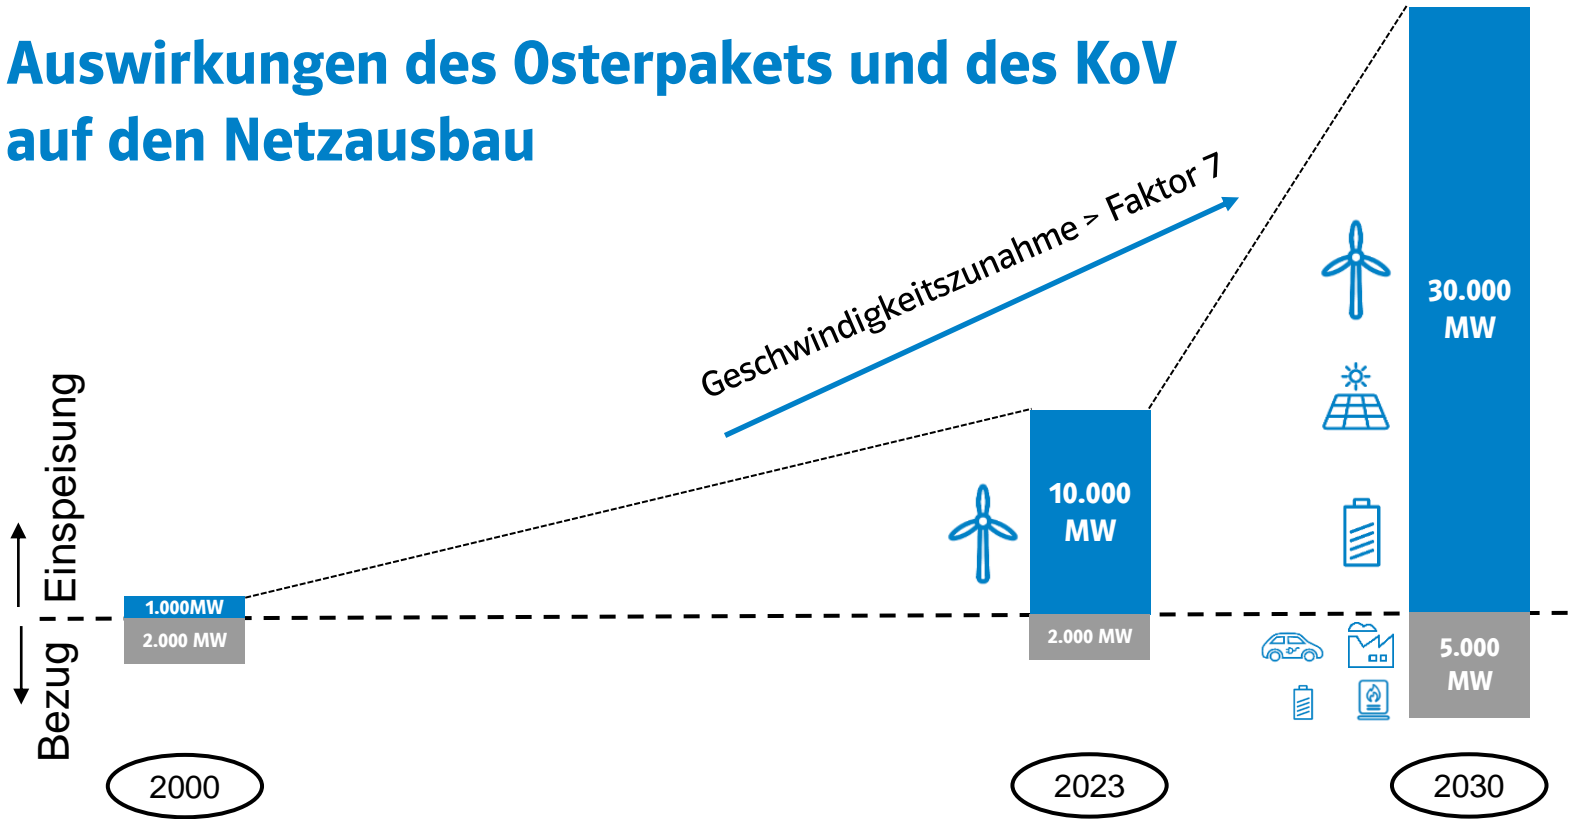 Auswirkungen des Osterpakets und des KoV
auf den Netzausbau
Geschwindigkeitszunahme > Faktor 7
Einspeisung
Bezug
1.000MW
2.000 MW
10.000
MW
2.000 MW
30.000
MW
5.000
MW
2000
2023
2030